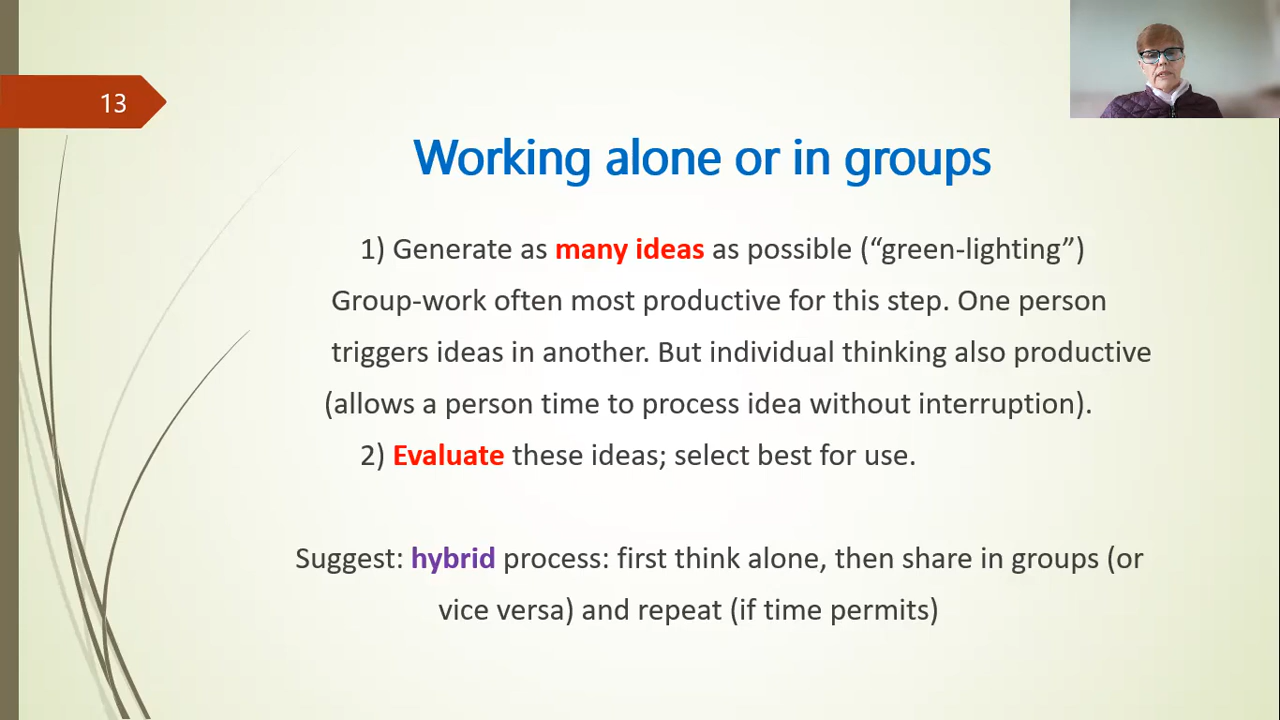 13
Working alone or in groups
1) Generate as many ideas as possible (“green-lighting”)
Group-work often most productive for this step. One person
triggers ideas in another. But individual thinking also productive
(allows a person time to process idea without interruption).
2) Evaluate these ideas; select best for use.
Suggest: hybrid process: first think alone, then share in groups (or
vice versa) and repeat (if time permits)